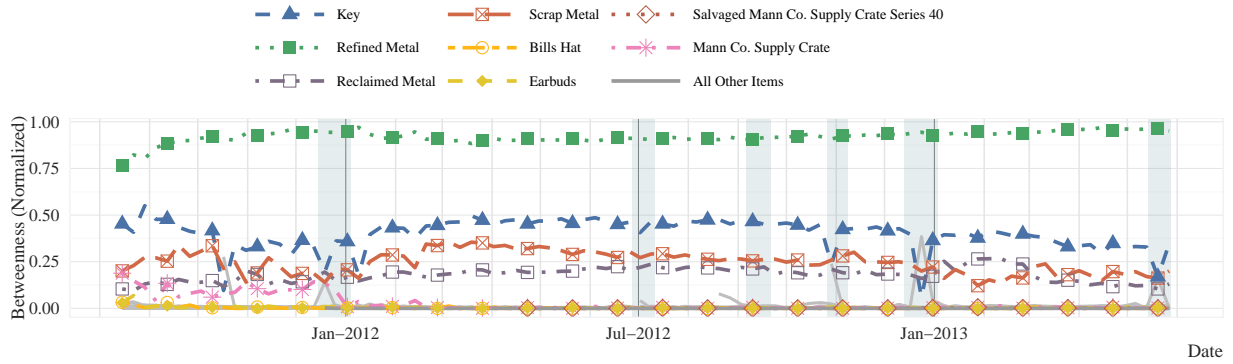 Key
Scrap Metal
Salvaged Mann Co. Supply Crate Series 40
Refined Metal
Bills Hat
Mann Co. Supply Crate
Reclaimed Metal
Earbuds
All Other Items
Betweenness (Normalized)
1.00
0.75
0.50
0.25
0.00
Jan–2012
Jul–2012
Jan–2013
Date